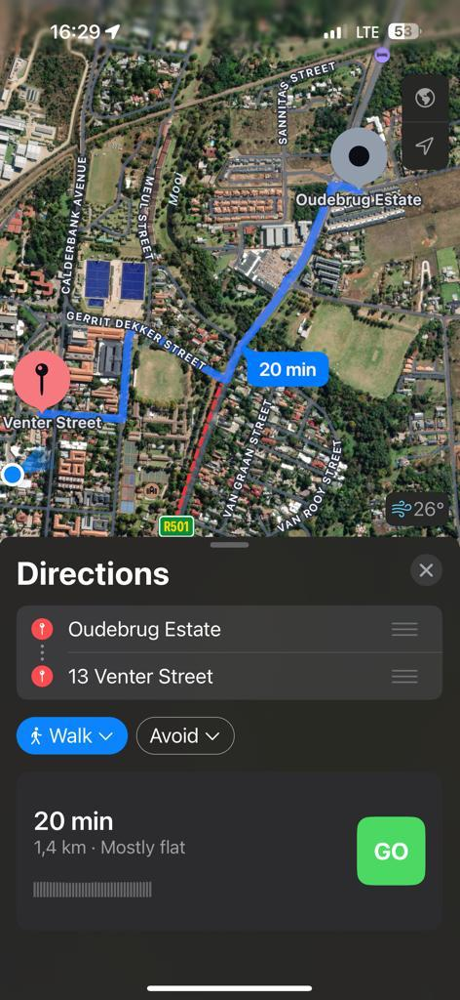 16:29
LTE
53
SANNITAS STREET
Mooi
CALDERBANK AVENUE
MEUL STREET
Oudebrug Estate
GERRIT DEKKER STREET
20 min
Venter Street
VAN GRAAN STREET
VAN ROOY STREET
R501
26°
Directions
Oudebrug Estate
13 Venter Street
Walk
Avoid
20 min
1,4 km · Mostly flat
GO